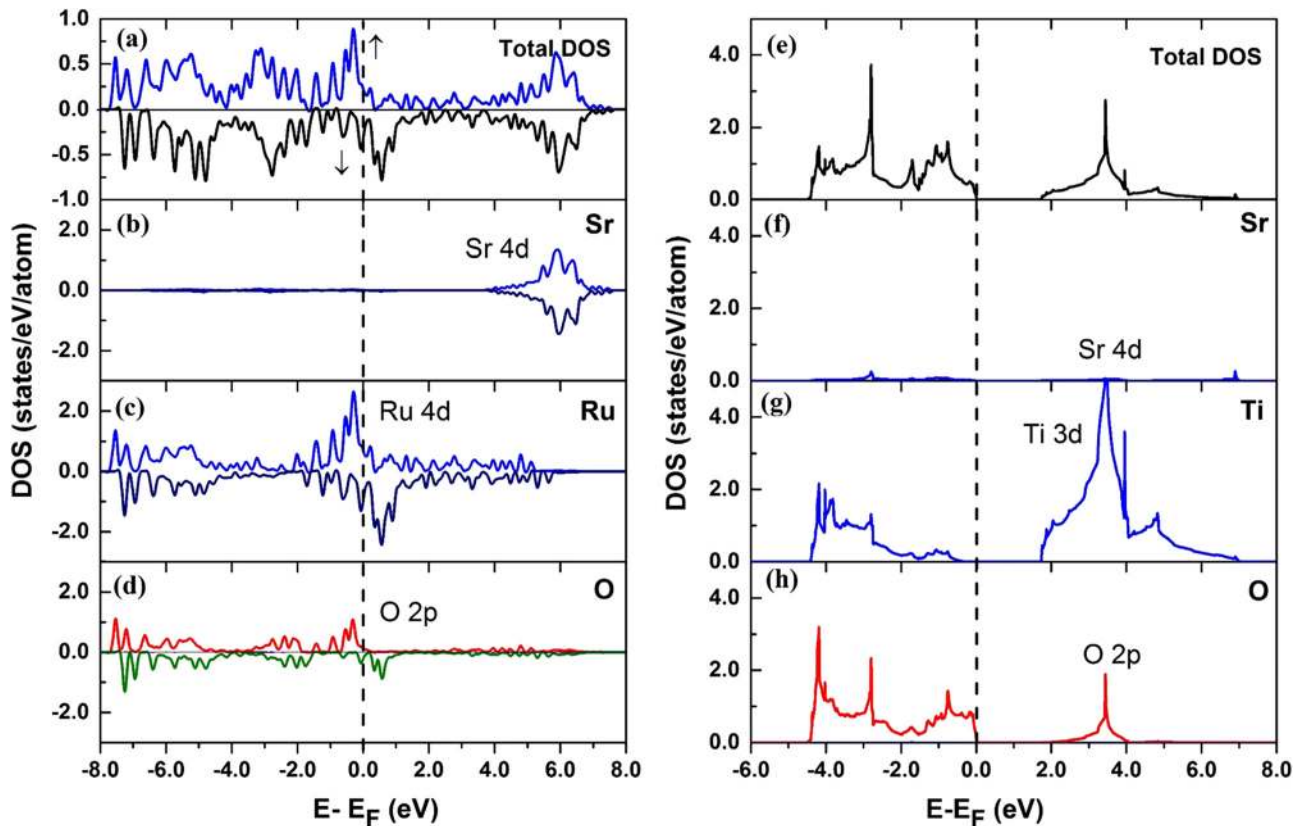 DOS (states/eV/atom)
(a)
↑
Total DOS
↓
1.0
0.5
0.0
-0.5
-1.0
(b)
Sr
Sr 4d
2.0
0.0
-2.0
(c)
Ru 4d
Ru
2.0
0.0
-2.0
(d)
O
O 2p
2.0
0.0
-2.0
-8.0 -6.0 -4.0 -2.0 0.0 2.0 4.0 6.0 8.0
E- EF (eV)
DOS (states/eV/atom)
(e)
Total DOS
4.0
2.0
0.0
(f)
Sr
Sr 4d
4.0
2.0
0.0
(g)
Ti
Ti 3d
4.0
2.0
0.0
(h)
O
O 2p
4.0
2.0
0.0
-6.0 -4.0 -2.0 0.0 2.0 4.0 6.0 8.0
E-EF (eV)